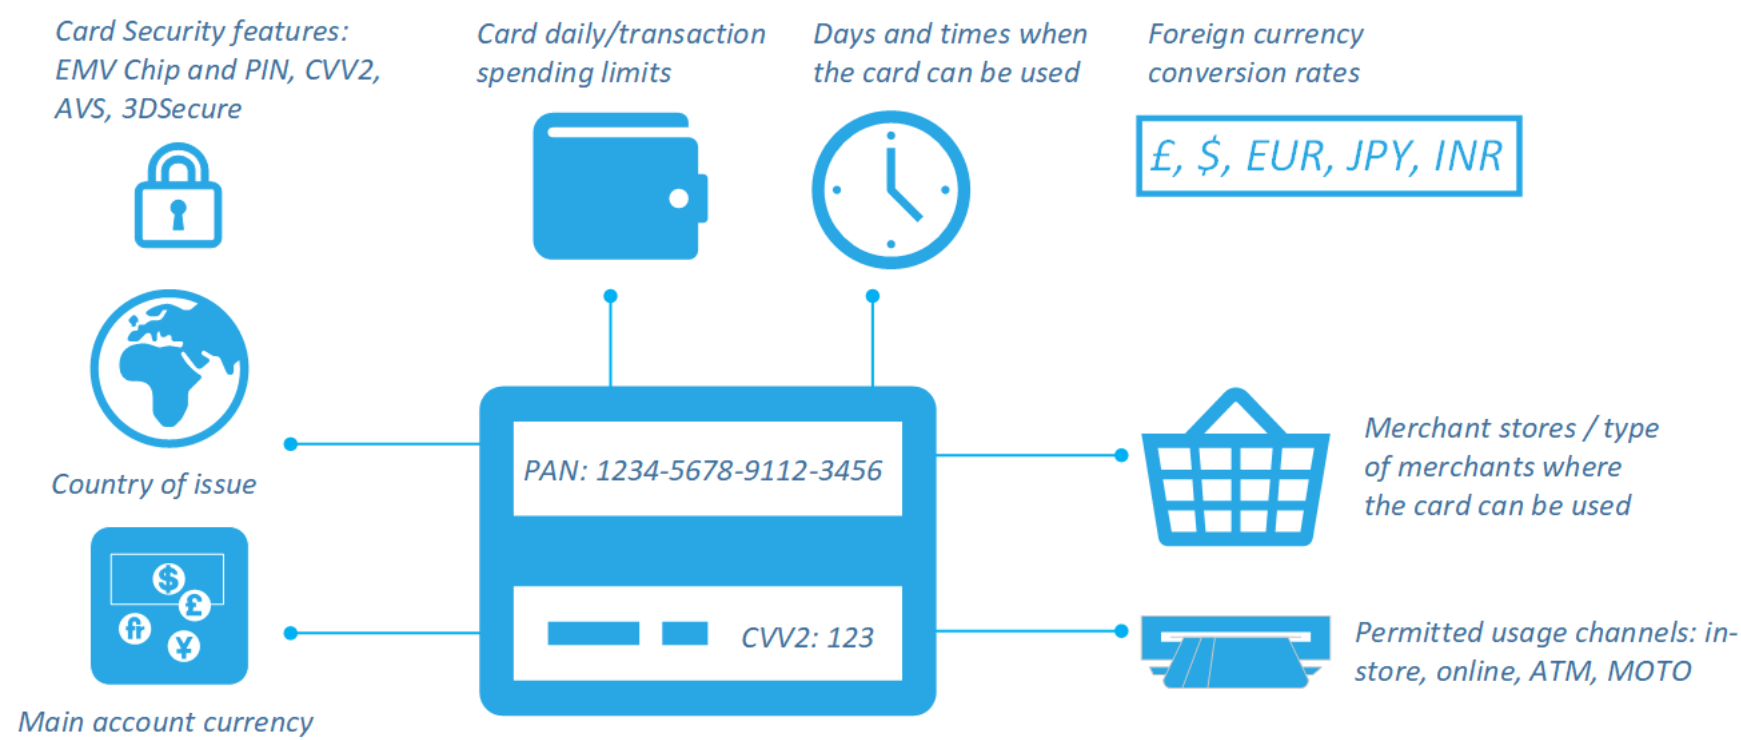 Card Security features:
EMV Chip and PIN, CVV2,
AVS, 3DSecure
Card daily/transaction
spending limits
Days and times when
the card can be used
Foreign currency
conversion rates
£, $, EUR, JPY, INR
Country of issue
PAN: 1234-5678-9112-3456
Merchant stores / type
of merchants where
the card can be used
$
£
fr
¥
CVV2: 123
Permitted usage channels: in-
store, online, ATM, MOTO
Main account currency